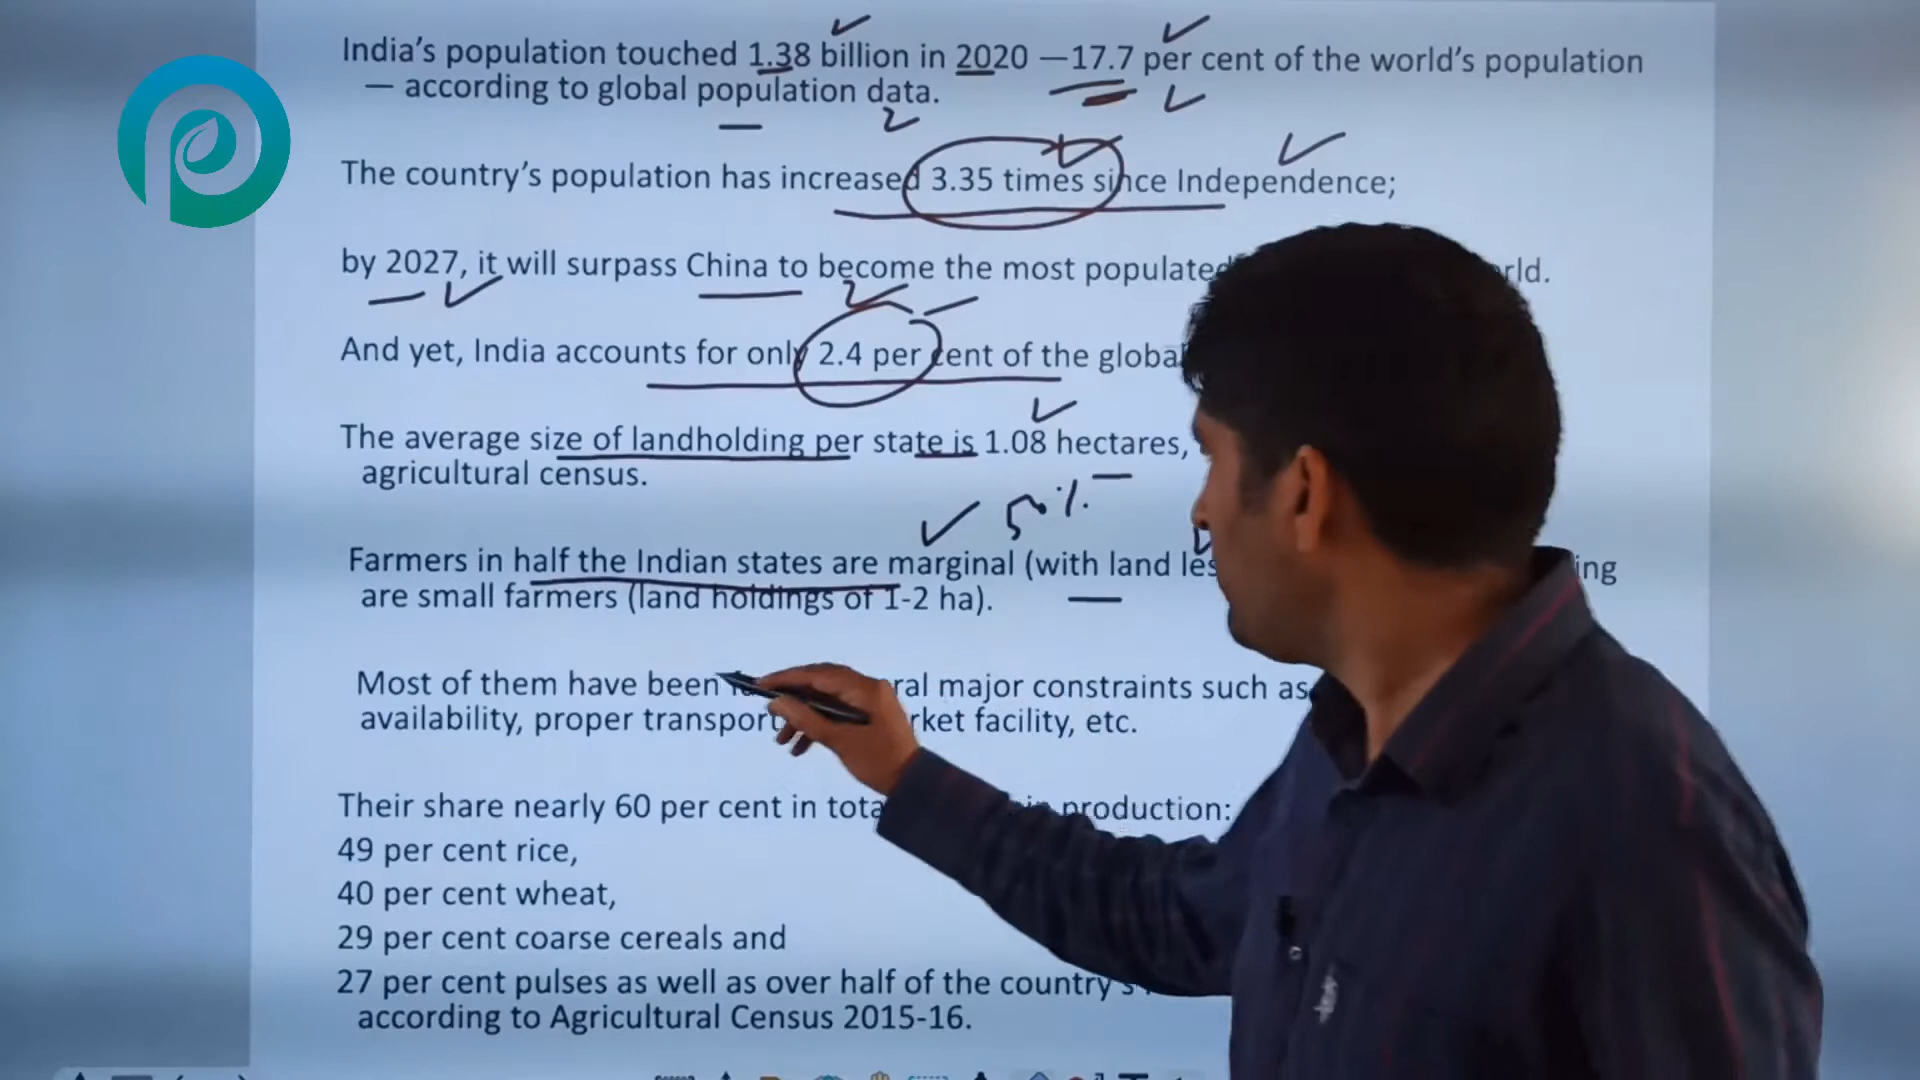 India’s population touched 1.38 billion in 2020 —17.7 per cent of the world’s population
— according to global population data.
The country’s population has increased 3.35 times since Independence;
by 2027, it will surpass China to become the most populated
And yet, India accounts for only 2.4 per cent of the global
The average size of landholding per state is 1.08 hectares,
agricultural census.
50%
Farmers in half the Indian states are marginal (with land
are small farmers (land holdings of 1-2 ha).
Most of them have been major constraints such as
availability, proper transport facility, etc.
Their share nearly 60 per cent in production:
49 per cent rice,
40 per cent wheat,
29 per cent coarse cereals and
27 per cent pulses as well as over half of the country's
according to Agricultural Census 2015-16.